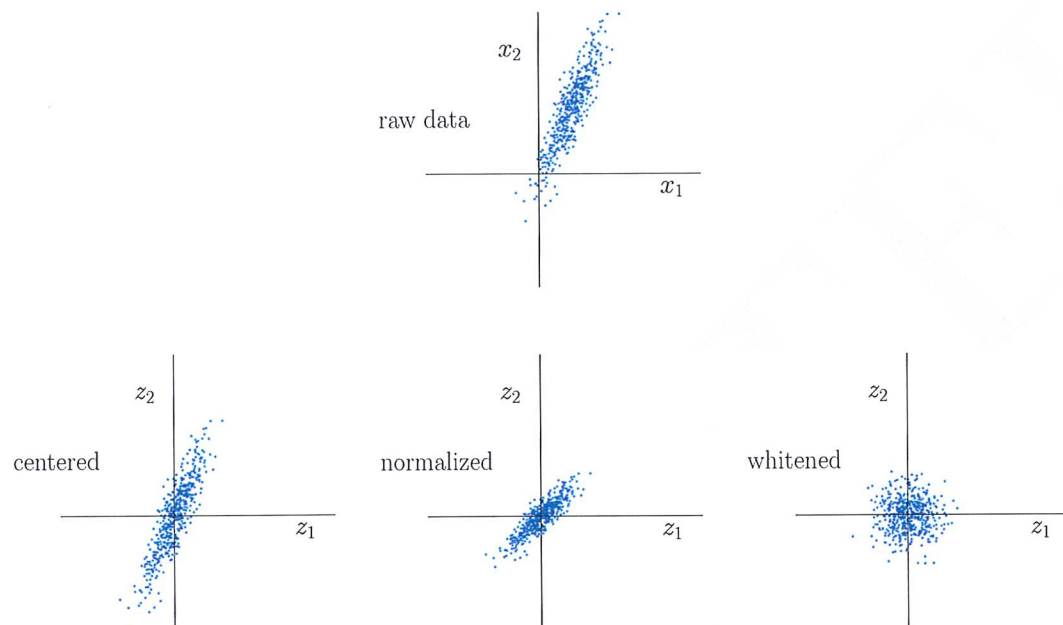 x₂
raw data
x₁
z₂
centered
z₁
z₂
normalized
z₁
z₂
whitened
z₁